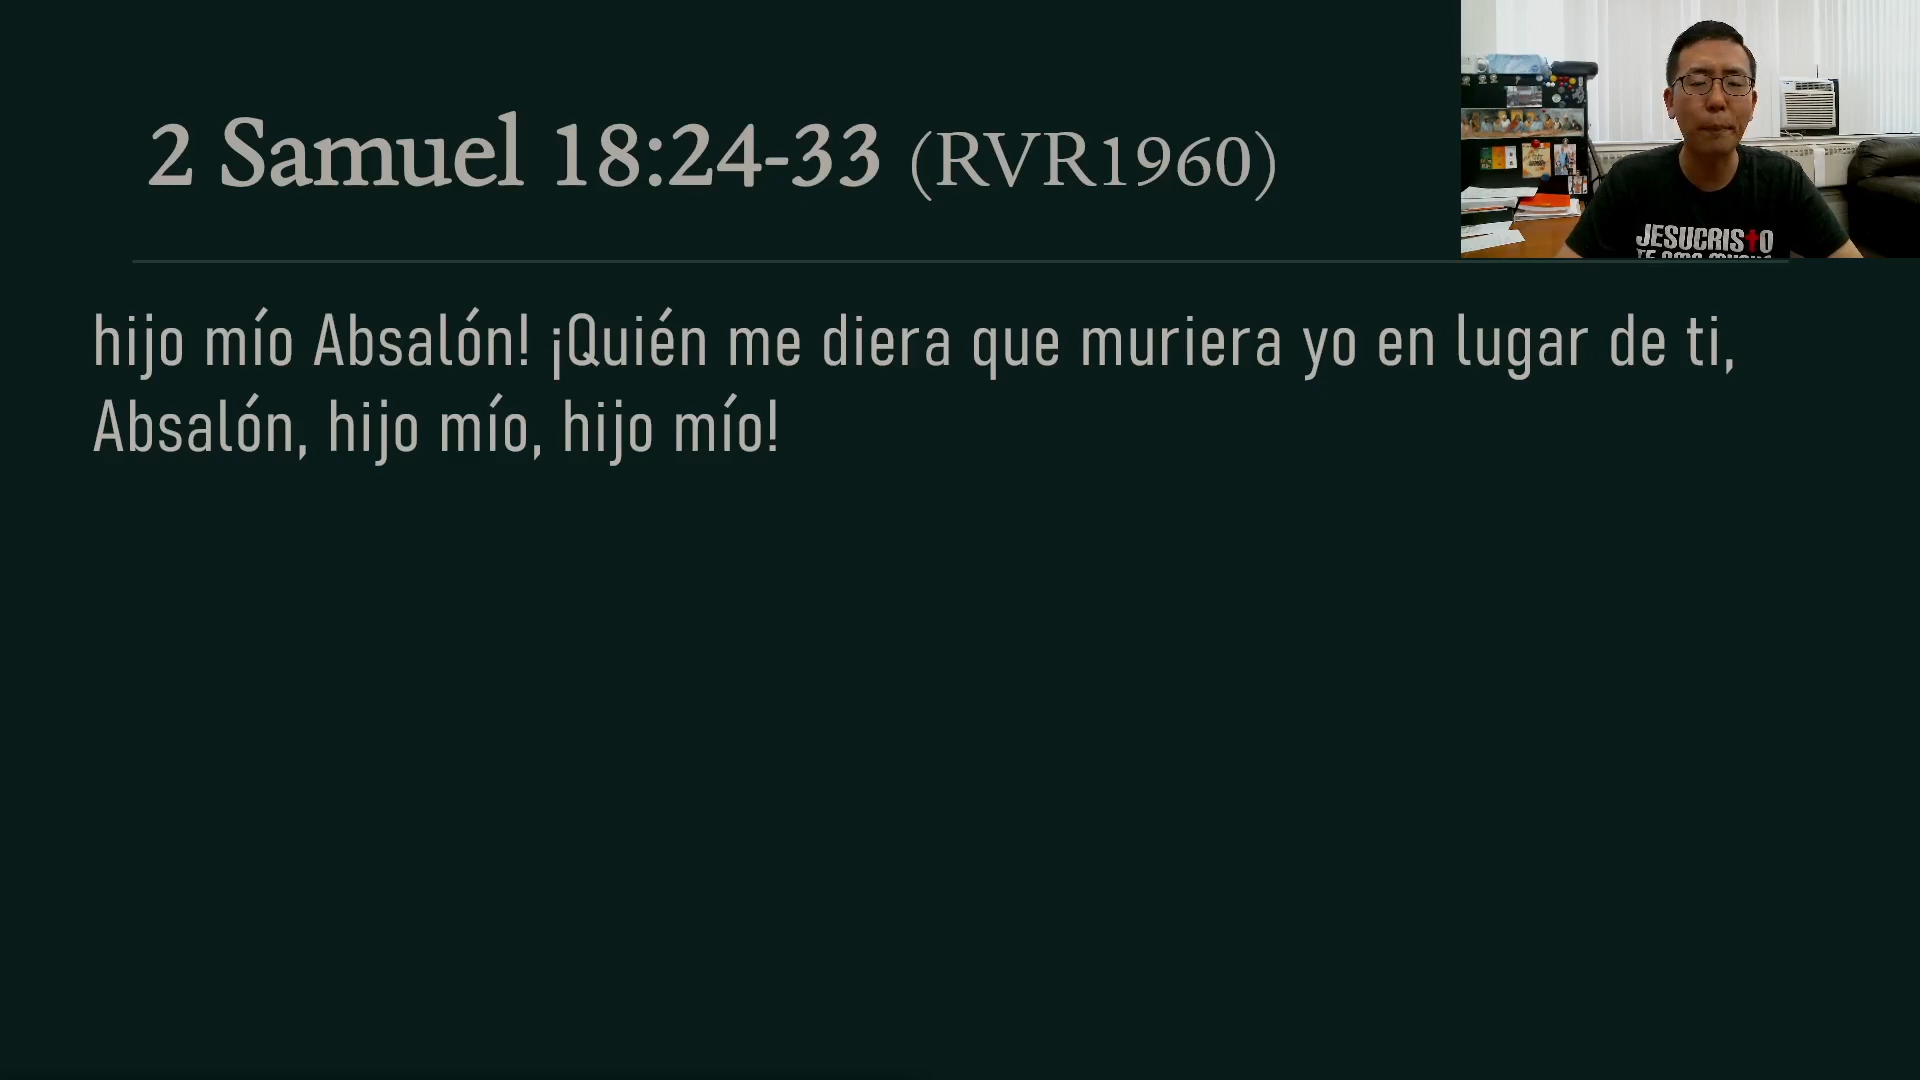 2 Samuel 18:24-33 (RVR1960)
JESUCRISTO
hijo mío Absalón! ¡Quién me diera que muriera yo en lugar de ti,
Absalón, hijo mío, hijo mío!